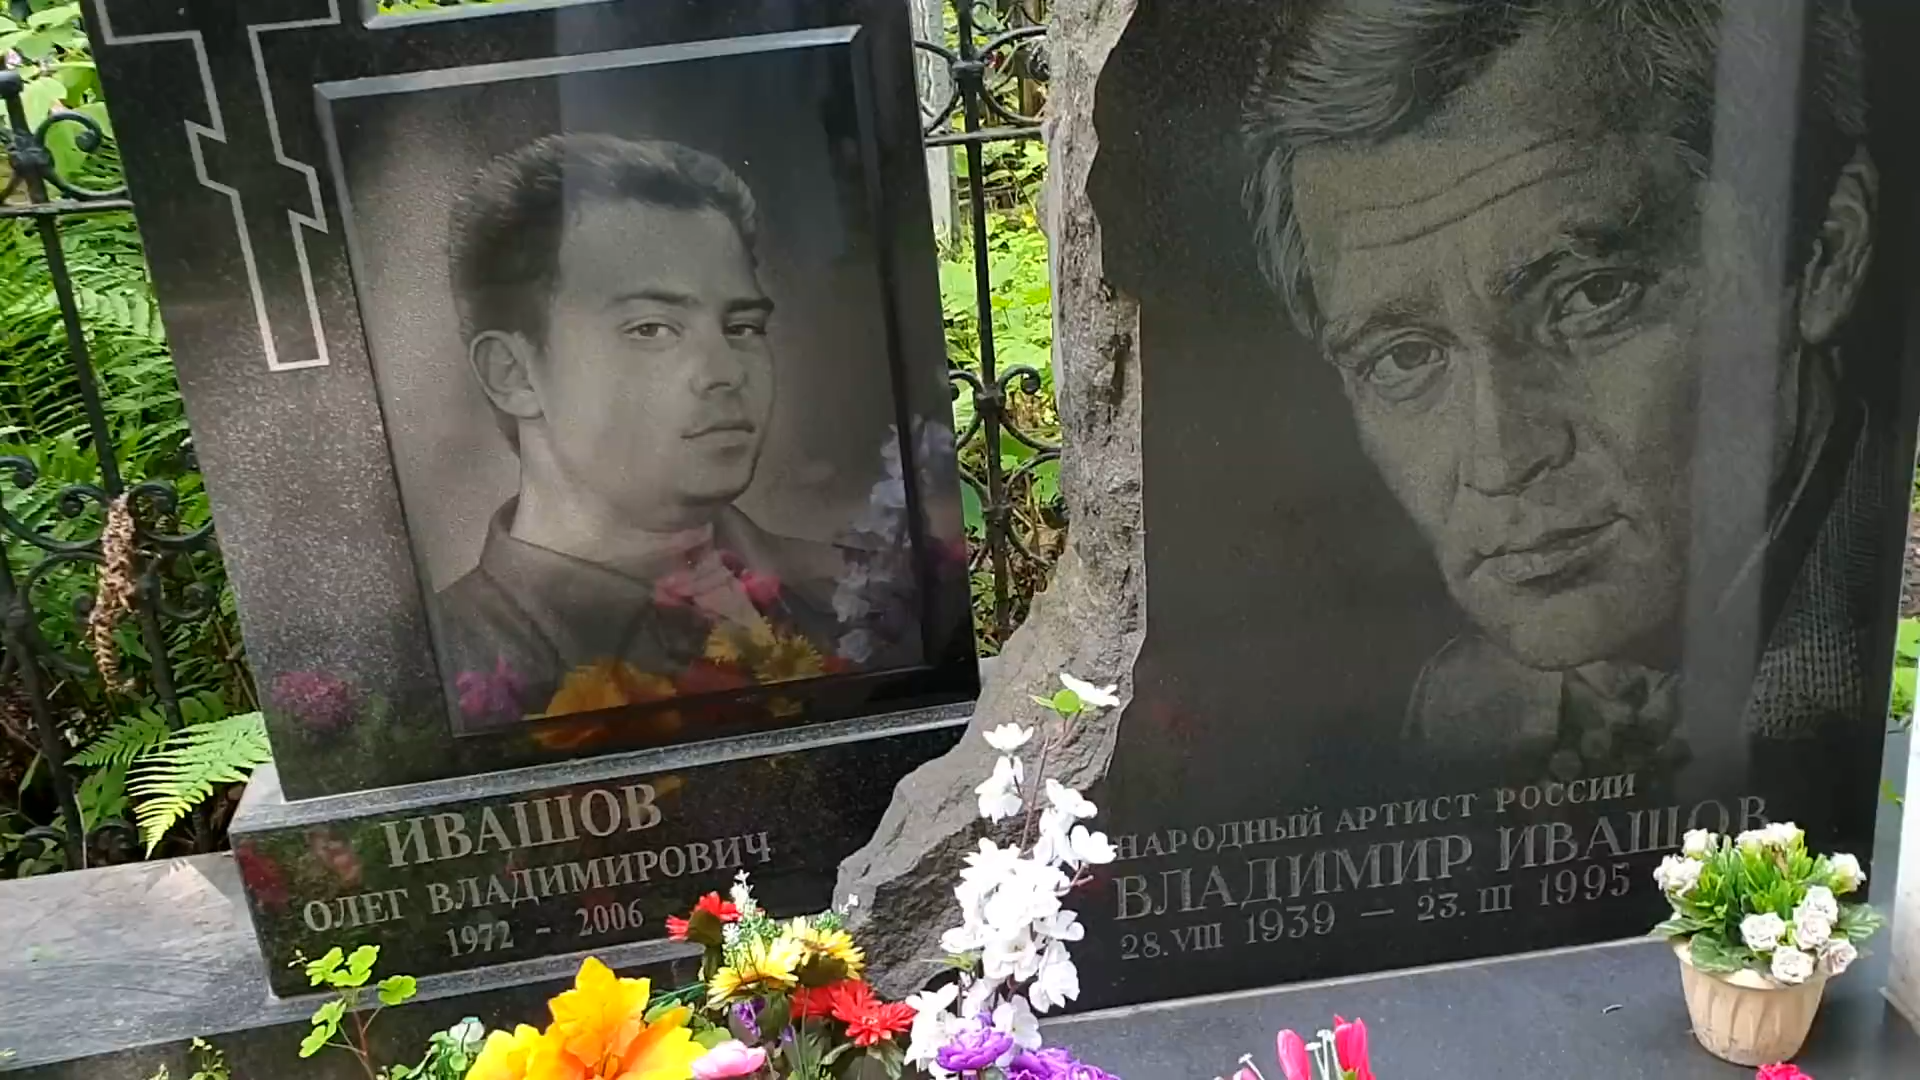 ИВАШОВ
ОЛЕГ ВЛАДИМИРОВИЧ
1972 - 2006
НАРОДНЫЙ АРТИСТ РОССИИ
ВЛАДИМИР ИВАШОВ
28.VIII 1939 — 23.III 1995